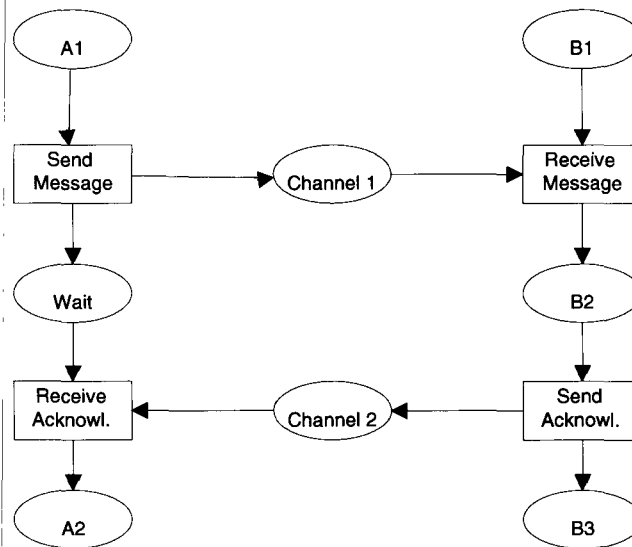 A1
B1
Send
Message
Channel 1
Receive
Message
Wait
B2
Receive
Acknowl.
Channel 2
Send
Acknowl.
A2
B3